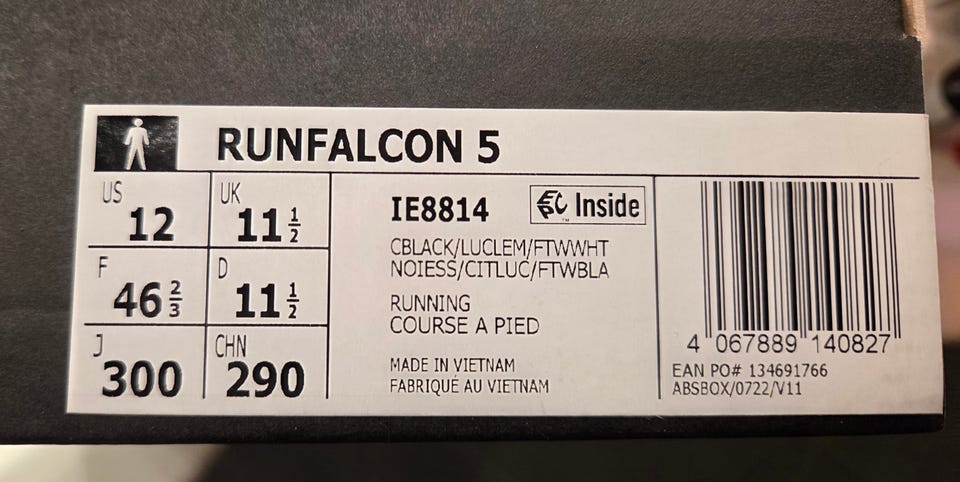 RUNFALCON 5
US 12
UK 11 1/2
F 46 2/3
D 11 1/2
J 300
CHN 290
IE8814
Inside
CBLACK/LUCLEM/FTWWHT
NOIESS/CITLUC/FTWBLA
RUNNING
COURSE A PIED
MADE IN VIETNAM
FABRIQUÉ AU VIETNAM
4 067889 140827
EAN PO# 134691766
ABSBOX/0722/V11